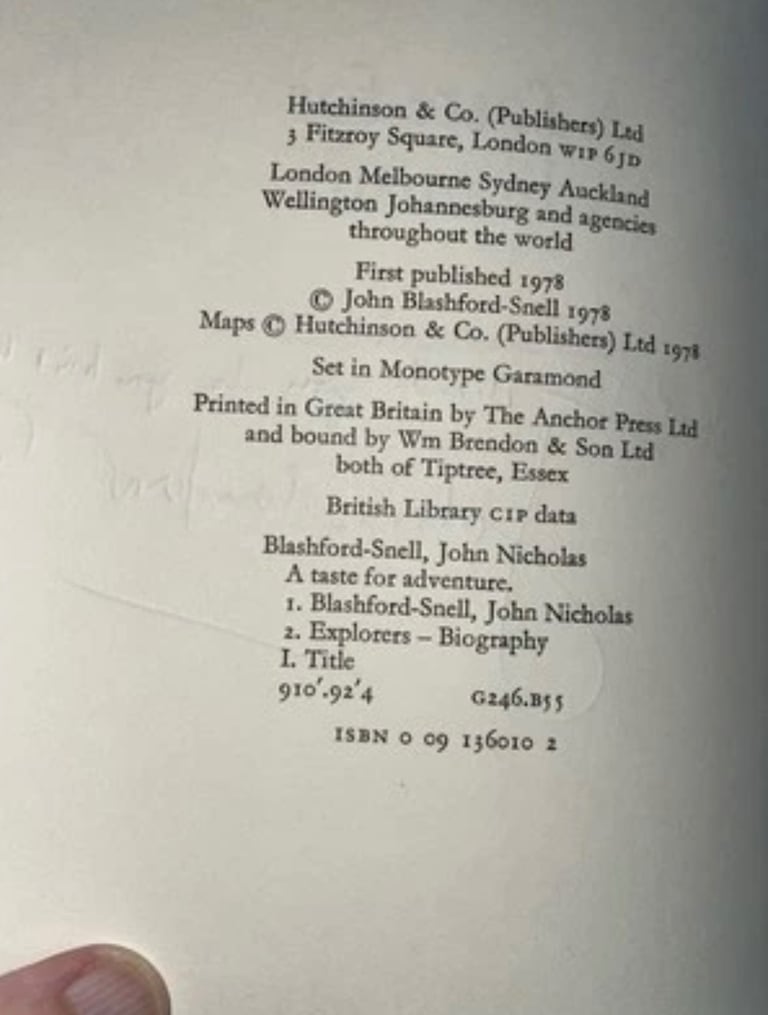 Hutchinson & Co. (Publishers) Ltd
3 Fitzroy Square, London W1P 6JD
London Melbourne Sydney Auckland
Wellington Johannesburg and agencies
throughout the world
First published 1978
© John Blashford-Snell 1978
Maps © Hutchinson & Co. (Publishers) Ltd 1978
Set in Monotype Garamond
Printed in Great Britain by The Anchor Press Ltd
and bound by Wm Brendon & Son Ltd
both of Tiptree, Essex
British Library CIP data
Blashford-Snell, John Nicholas
A taste for adventure.
1. Blashford-Snell, John Nicholas
2. Explorers – Biography
I. Title
910'.92'4 G246.B55
ISBN 0 09 136010 2